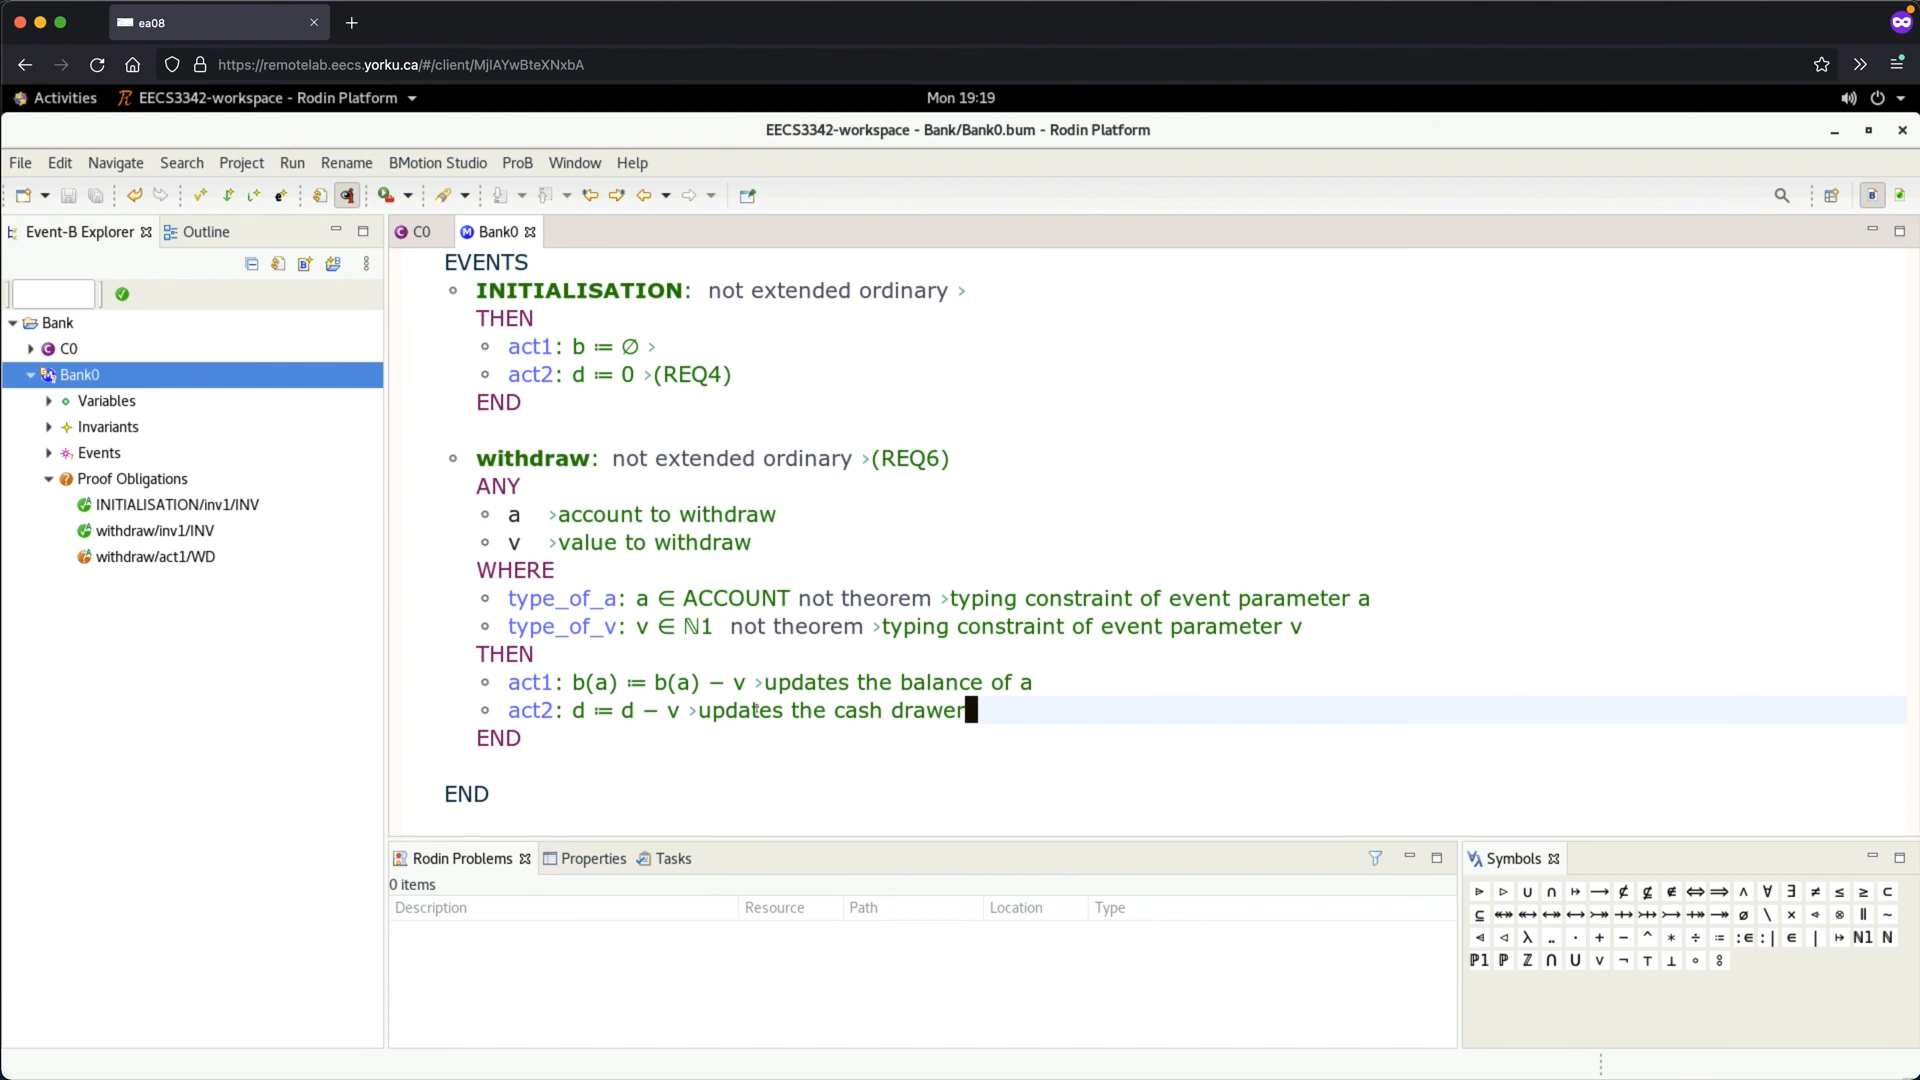 ea08
https://remotelab.eecs.yorku.ca/#/client/MjIAYwBteXNxbA
Activities EECS3342-workspace - Rodin Platform Mon 19:19
EECS3342-workspace - Bank/Bank0.bum - Rodin Platform
File Edit Navigate Search Project Run Rename BMotion Studio ProB Window Help
Event-B Explorer Outline
C0 Bank0
Bank
C0
Bank0
Variables
Invariants
Events
Proof Obligations
INITIALISATION/inv1/INV
withdraw/inv1/INV
withdraw/act1/WD
EVENTS
INITIALISATION: not extended ordinary ›
THEN
act1: b ≔ ∅ ›
act2: d ≔ 0 ›(REQ4)
END
withdraw: not extended ordinary ›(REQ6)
ANY
a ›account to withdraw
v ›value to withdraw
WHERE
type_of_a: a ∈ ACCOUNT not theorem ›typing constraint of event parameter a
type_of_v: v ∈ ℕ1 not theorem ›typing constraint of event parameter v
THEN
act1: b(a) ≔ b(a) − v ›updates the balance of a
act2: d ≔ d − v ›updates the cash drawer
END
END
Rodin Problems Properties Tasks
0 items
Description Resource Path Location Type
Symbols